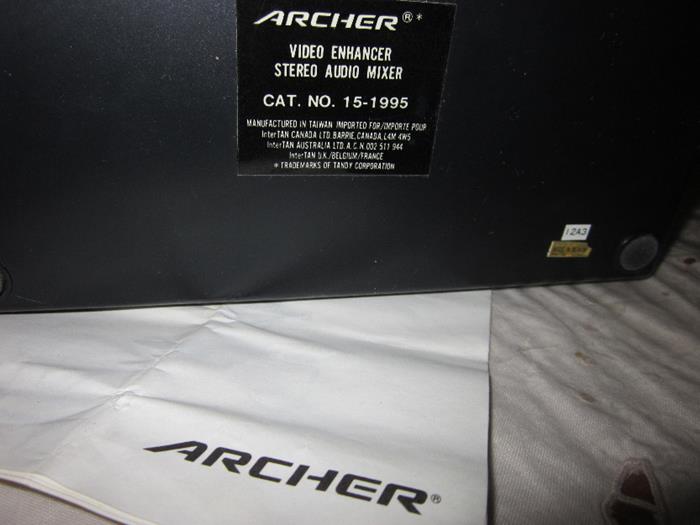 ARCHER®*
VIDEO ENHANCER
STEREO AUDIO MIXER
CAT. NO. 15-1995
MANUFACTURED IN TAIWAN IMPORTED FOR/IMPORTE POUR
InterTAN CANADA LTD. BARRIE, CANADA, L4M 4W5
InterTAN AUSTRALIA LTD. A.C.N. 002 511 944
InterTAN U.K./BELGIUM/FRANCE
* TRADEMARKS OF TANDY CORPORATION
12A3
ARCHER®